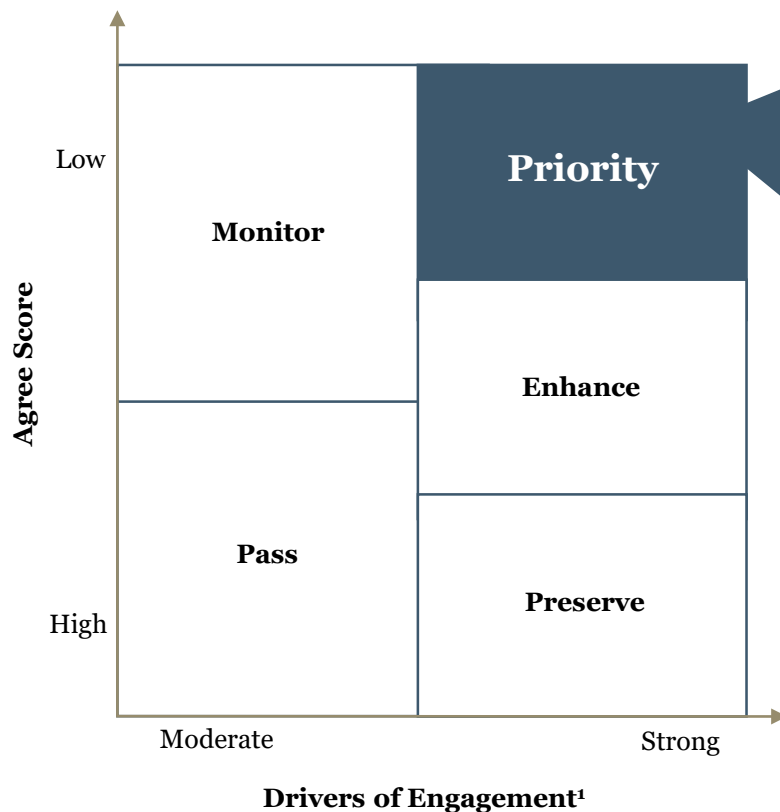 Low
Priority
Monitor
Agree Score
Enhance
Pass
Preserve
High
Moderate
Strong
Drivers of Engagement¹